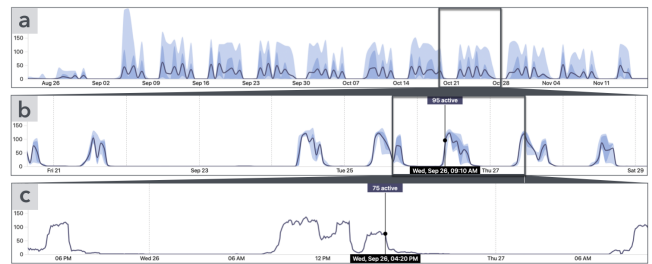 a
150
100
50
0
Aug 26 Sep 02 Sep 09 Sep 16 Sep 23 Sep 30 Oct 07 Oct 14 Oct 21 Oct 28 Nov 04 Nov 11
b
95 active
150
100
50
0
Fri 21 Sep 23 Tue 25 Wed, Sep 26, 09:10 AM Thu 27 Sat 29
c
75 active
150
100
50
0
06 PM Wed 26 06 AM 12 PM Wed, Sep 26, 04:20 PM Thu 27 06 AM